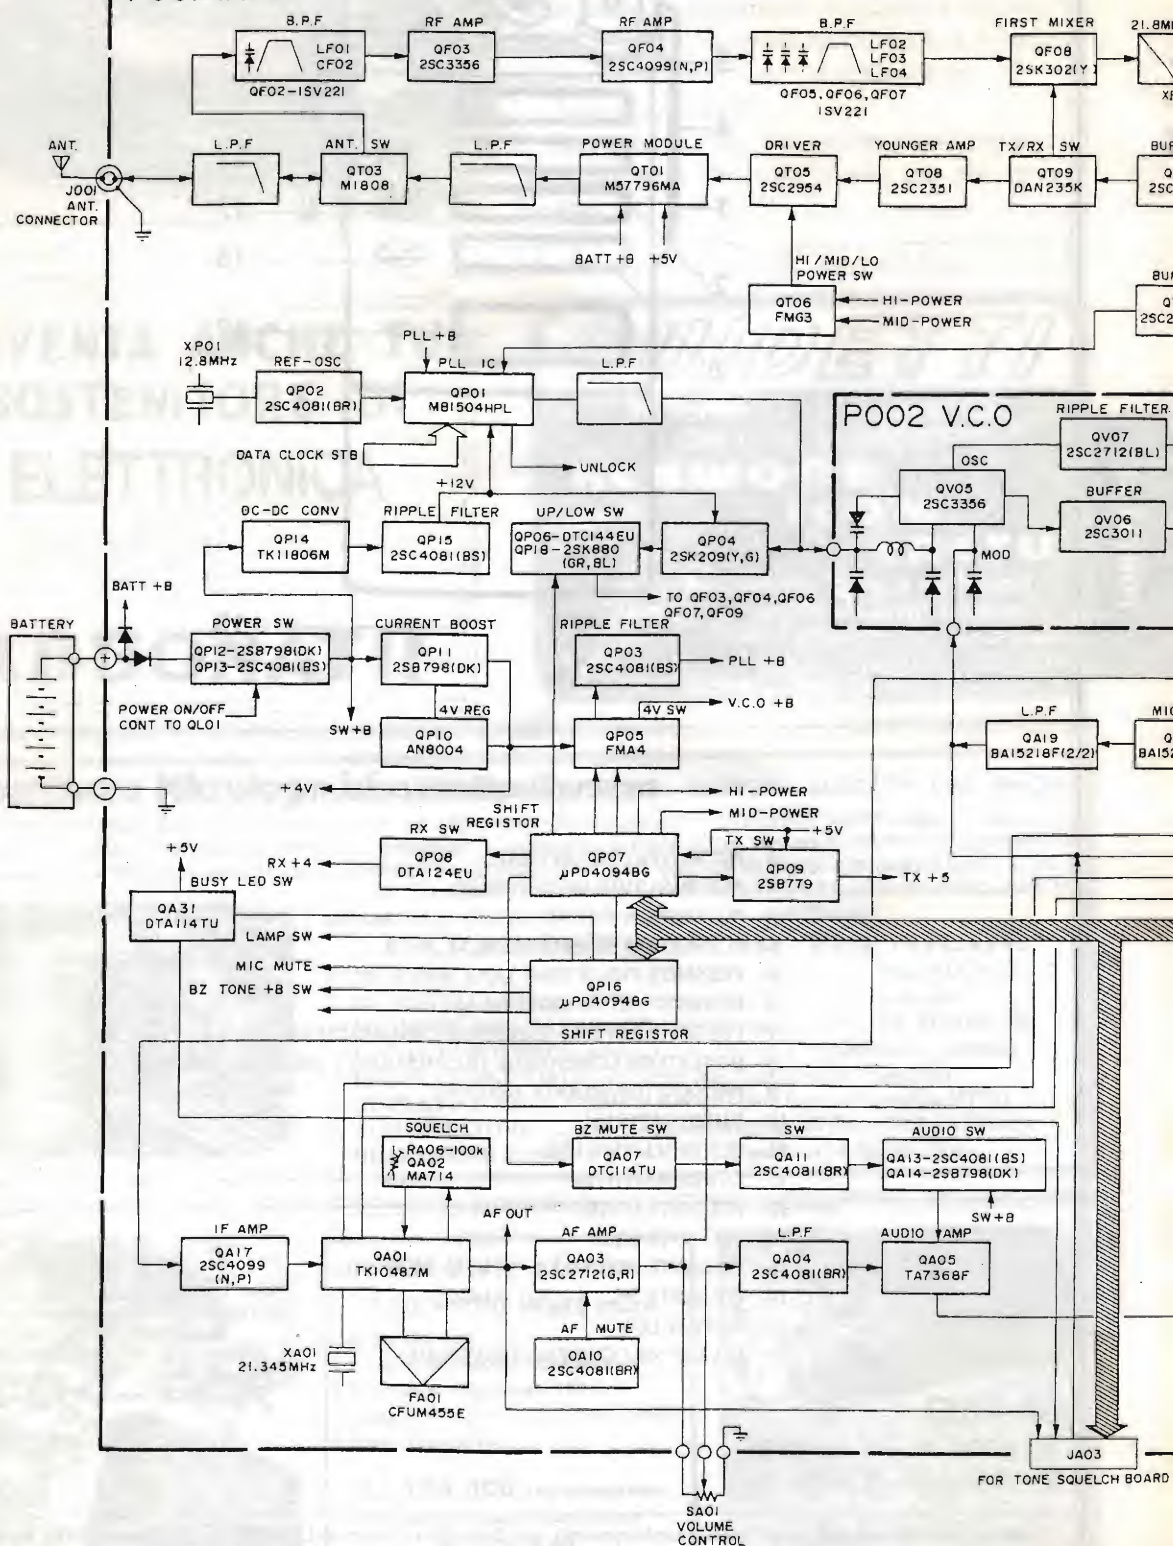 B.P.F
LF01
CF02
QF02-ISV221
RF AMP
QF03
2SC3356
RF AMP
QF04
2SC4099(N,P)
B.P.F
LF02
LF03
LF04
QF05,QF06,QF07
ISV221
FIRST MIXER
QF08
2SK302(Y)
ANT.
J001
ANT.
CONNECTOR
L.P.F
ANT. SW
QT03
M1808
L.P.F
POWER MODULE
QT01
M57796MA
BATT+B +5V
DRIVER
QT05
2SC2954
YOUNGER AMP
QT08
2SC2351
TX/RX SW
QT09
DAN235K
HI/MID/LO
POWER SW
QT06
FMG3
HI-POWER
MID-POWER
XP01
12.8MHz
REF-OSC
QP02
2SC4081(BR)
PLL+B
PLL IC
QP01
MB1504HPL
L.P.F
DATA CLOCK STB
UNLOCK
+12V
P002 V.C.O
RIPPLE FILTER
QV07
2SC2712(BL)
OSC
QV05
2SC3356
BUFFER
QV06
2SC3011
MOD
DC-DC CONV
QP14
TK11806M
RIPPLE FILTER
QP15
2SC4081(BS)
UP/LOW SW
QP06-DTC144EU
QP18-2SK880
(GR,BL)
QP04
2SK209(Y,G)
TO QF03,QF04,QF06
QF07,QF09
BATT +B
BATTERY
POWER SW
QP12-2SB798(DK)
QP13-2SC4081(BS)
POWER ON/OFF
CONT TO QL01
SW+B
CURRENT BOOST
QP11
2SB798(DK)
4V REG
QP10
AN8004
+4V
RIPPLE FILTER
QP03
2SC4081(BS)
PLL +B
4V SW
V.C.O +B
QP05
FMA4
L.P.F
QA19
BA15218F(2/2)
HI-POWER
MID-POWER
SHIFT
REGISTOR
QP07
μPD4094BG
RX SW
QP08
DTA124EU
RX +4
+5V
TX SW
QP09
2SB779
TX +5
+5V
BUSY LED SW
QA31
DTA114TU
LAMP SW
MIC MUTE
BZ TONE +B SW
QP16
μPD4094BG
SHIFT REGISTOR
SQUELCH
RA06-100k
QA02
MA714
BZ MUTE SW
QA07
DTC114TU
SW
QA11
2SC4081(BR)
AUDIO SW
QA13-2SC4081(BS)
QA14-2SB798(DK)
SW+B
AF OUT
IF AMP
QA17
2SC4099
(N,P)
QA01
TK10487M
AF AMP
QA03
2SC2712(G,R)
L.P.F
QA04
2SC4081(BR)
AUDIO AMP
QA05
TA7368F
XA01
21.345MHz
FA01
CFUM455E
AF MUTE
QA10
2SC4081(BR)
SA01
VOLUME
CONTROL
JA03
FOR TONE SQUELCH BOARD